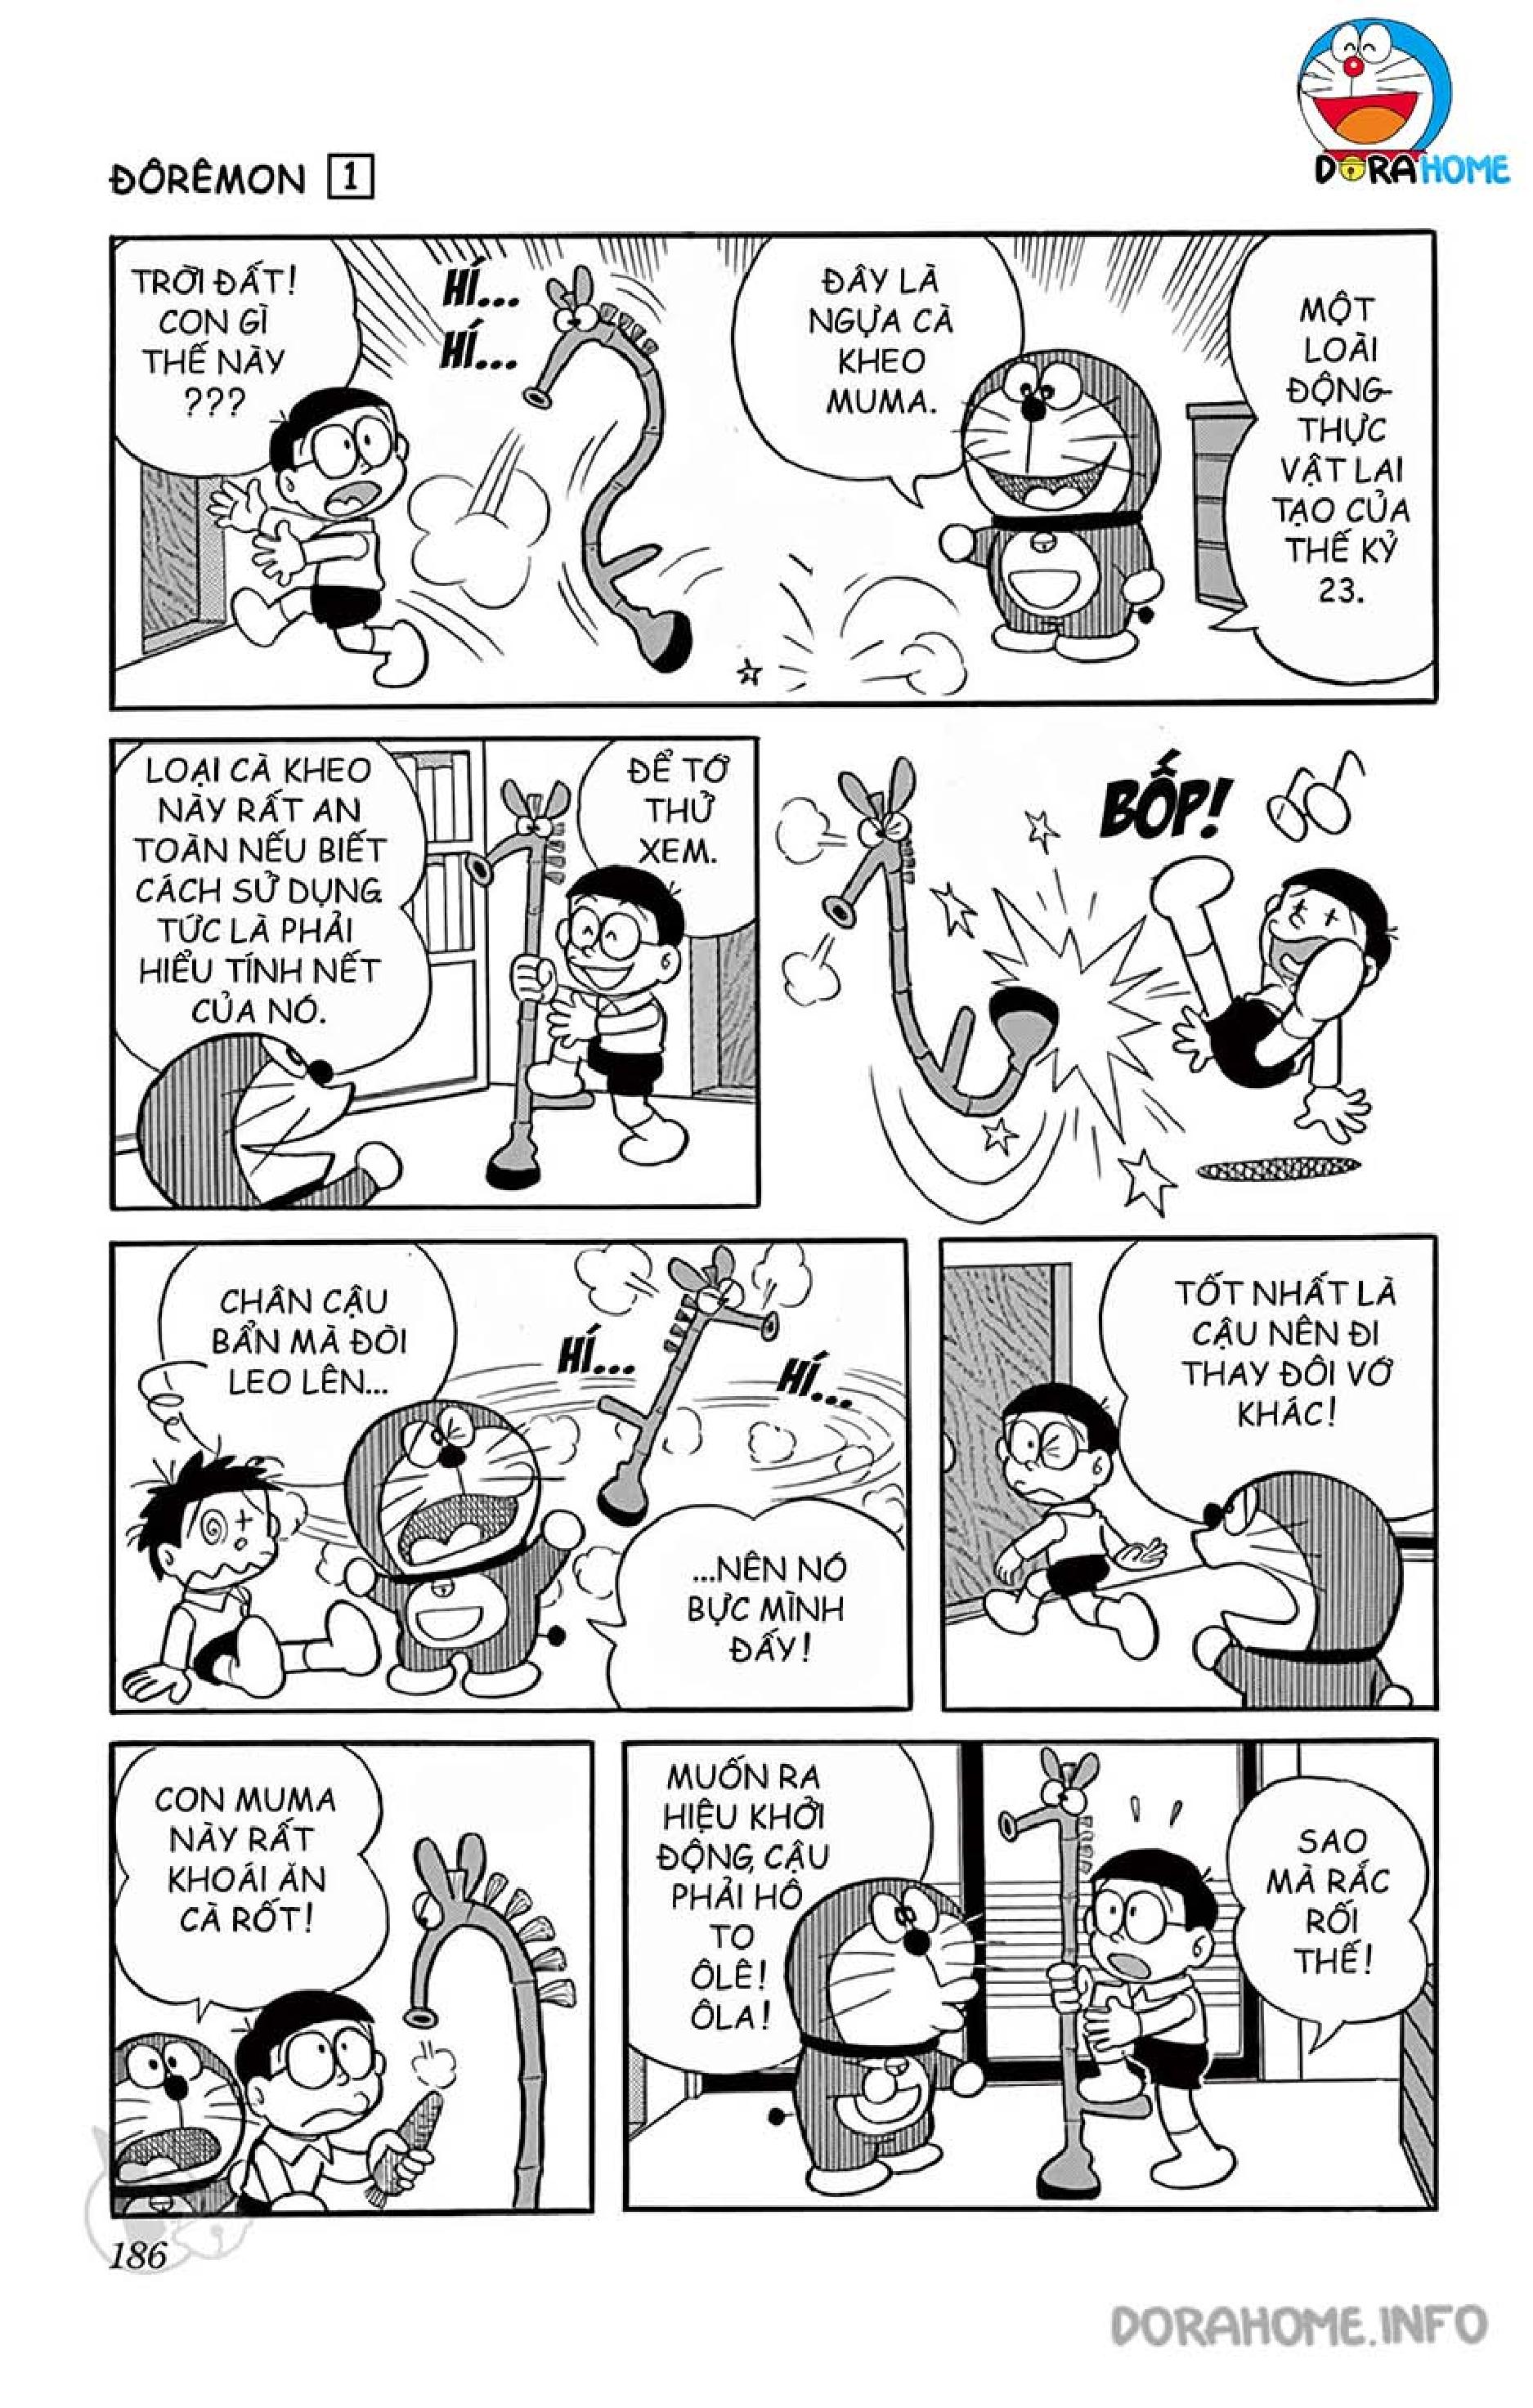 DORAHOME
ĐÔRÊMON 1
TRỜI ĐẤT!
CON GÌ
THẾ NÀY
???
HÍ...
HÍ...
ĐÂY LÀ
NGỰA CÀ
KHEO
MUMA.
MỘT
LOÀI
ĐỘNG-
THỰC
VẬT LAI
TẠO CỦA
THẾ KỶ
23.
LOẠI CÀ KHEO
NÀY RẤT AN
TOÀN NẾU BIẾT
CÁCH SỬ DỤNG.
TỨC LÀ PHẢI
HIỂU TÍNH NẾT
CỦA NÓ.
ĐỂ TỚ
THỬ
XEM.
BỐP!
CHÂN CẬU
BẨN MÀ ĐÒI
LEO LÊN...
HÍ...
HÍ...
...NÊN NÓ
BỰC MÌNH
ĐẤY!
TỐT NHẤT LÀ
CẬU NÊN ĐI
THAY ĐÔI VỚ
KHÁC!
CON MUMA
NÀY RẤT
KHOÁI ĂN
CÀ RỐT!
MUỐN RA
HIỆU KHỞI
ĐỘNG, CẬU
PHẢI HÔ
TO
ÔLÊ!
ÔLA!
SAO
MÀ RẮC
RỐI
THẾ!
186
DORAHOME.INFO